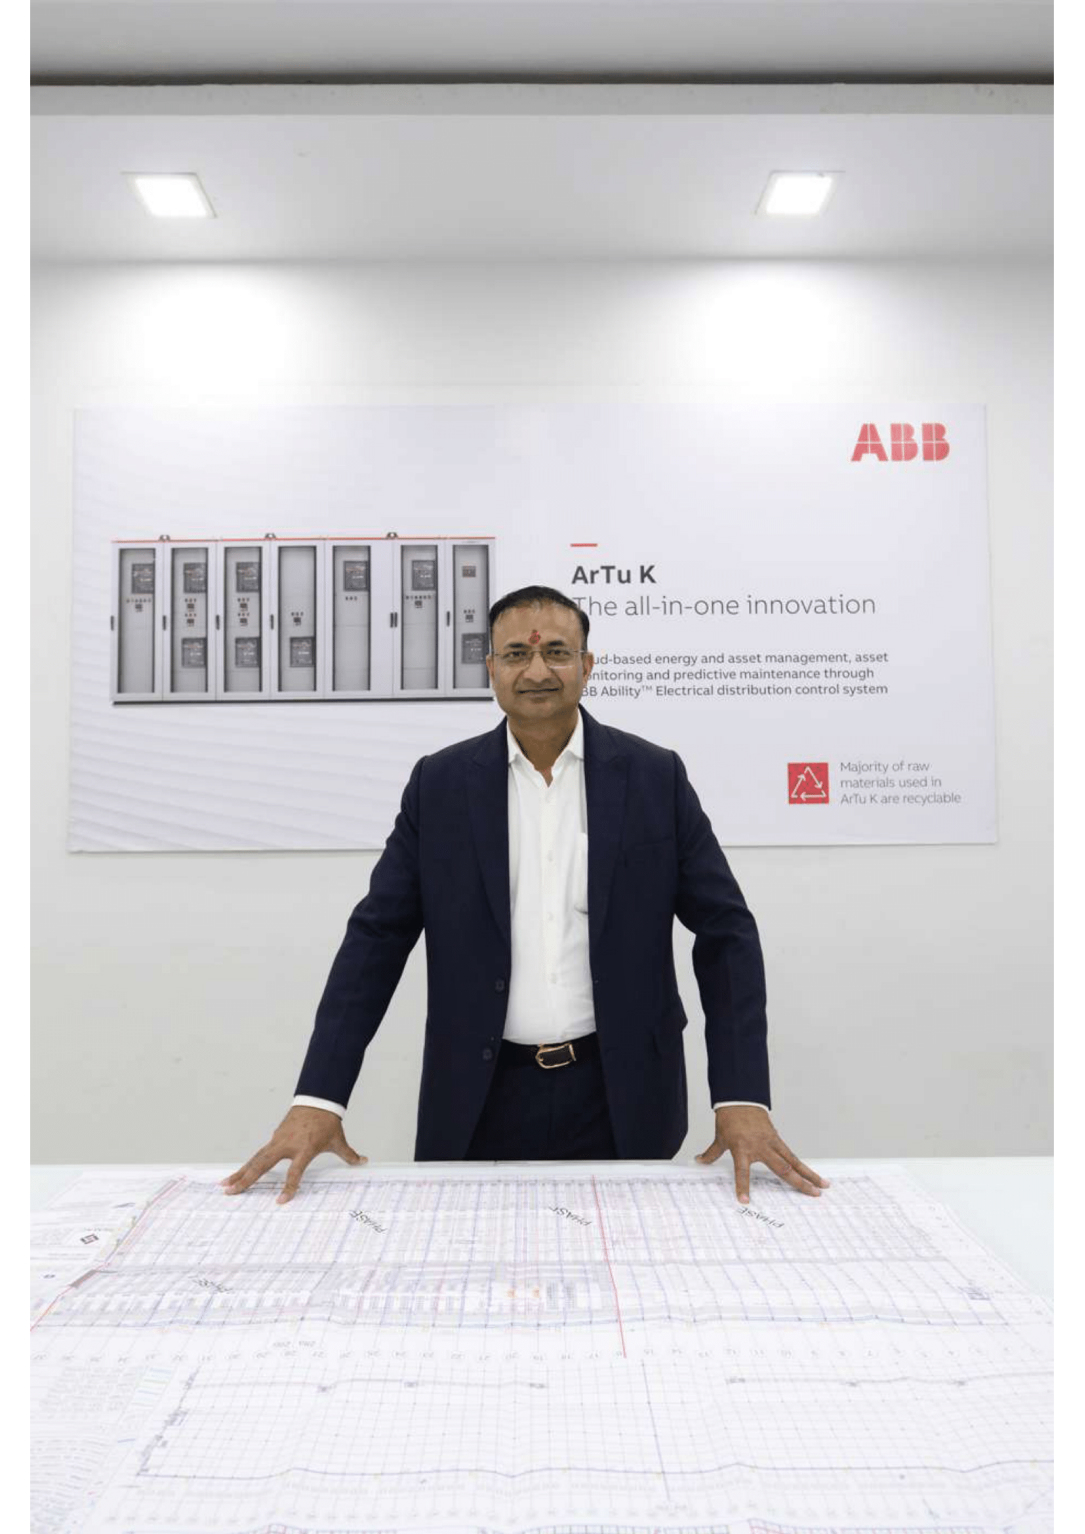 ABB
ArTu K
The all-in-one innovation
ud-based energy and asset management, asset
onitoring and predictive maintenance through
BB Ability™ Electrical distribution control system
Majority of raw
materials used in
ArTu K are recyclable
PHASE
PHASE
PHASE